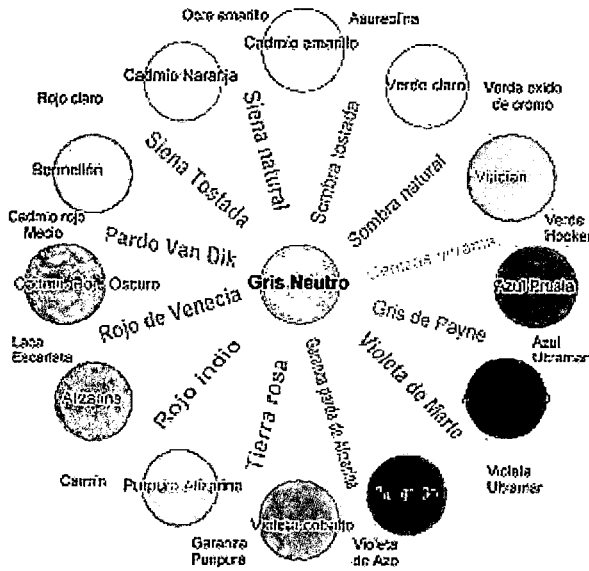 Ocre amarillo
Aureolina
Cadmio amarillo
Cadmio Naranja
Verde claro
Rojo claro
Verde oxido
de cromo
Siena natural
Sombra tostada
Siena Tostada
Sombra natural
Bermellón
Viridian
Cadmio rojo
Medio
Pardo Van Dik
Verde
Hooker
Gris Neutro
Oscuro
Azul Prusia
Rojo de Venecia
Gris de Payne
Laca
Escarlata
Azul
Ultramar
Alizarina
Rojo indio
Tierra rosa
Garanza parda de Alizarina
Violeta de Marte
Carmín
Purpura Alizarina
Violeta
Ultramar
Violeta cobalto
Garanza
Purpura
Violeta
de Azo